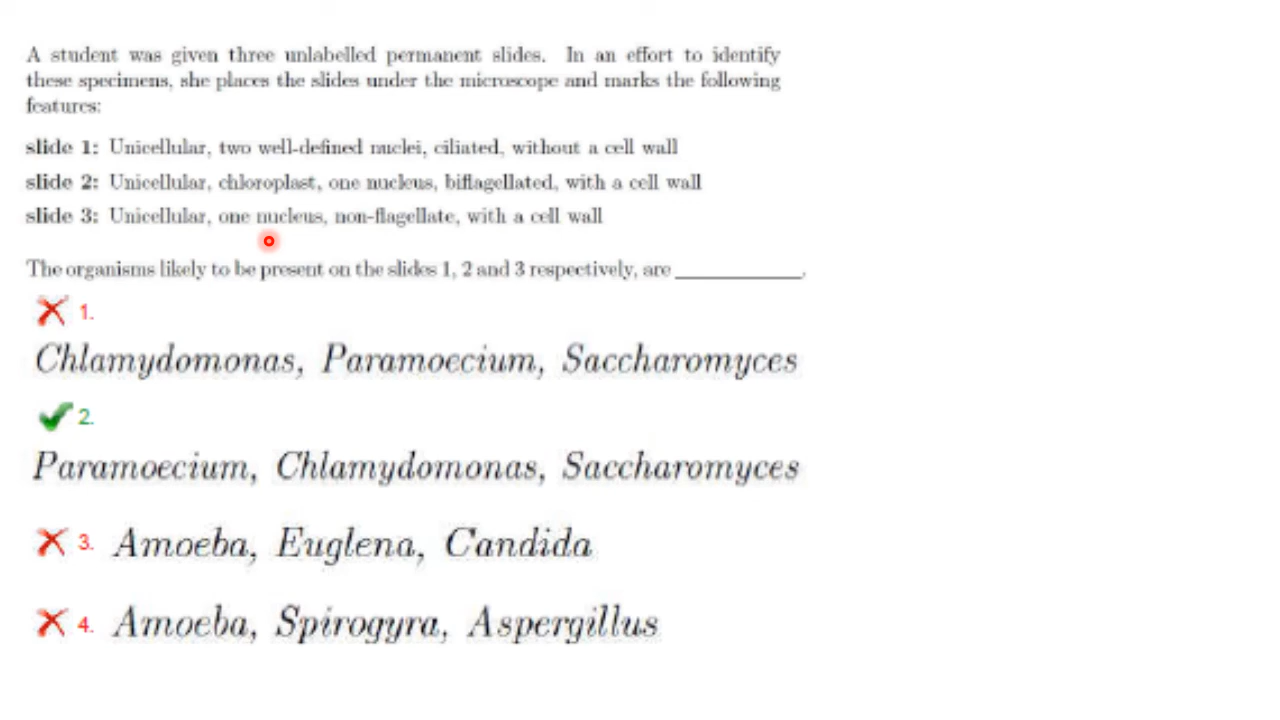 A student was given three unlabelled permanent slides. In an effort to identify
these specimens, she places the slides under the microscope and marks the following
features:
slide 1: Unicellular, two well-defined nuclei, ciliated, without a cell wall
slide 2: Unicellular, chloroplast, one nucleus, biflagellated, with a cell wall
slide 3: Unicellular, one nucleus, non-flagellate, with a cell wall
The organisms likely to be present on the slides 1, 2 and 3 respectively, are ____________.
1.
Chlamydomonas, Paramoecium, Saccharomyces
2.
Paramoecium, Chlamydomonas, Saccharomyces
3. Amoeba, Euglena, Candida
4. Amoeba, Spirogyra, Aspergillus